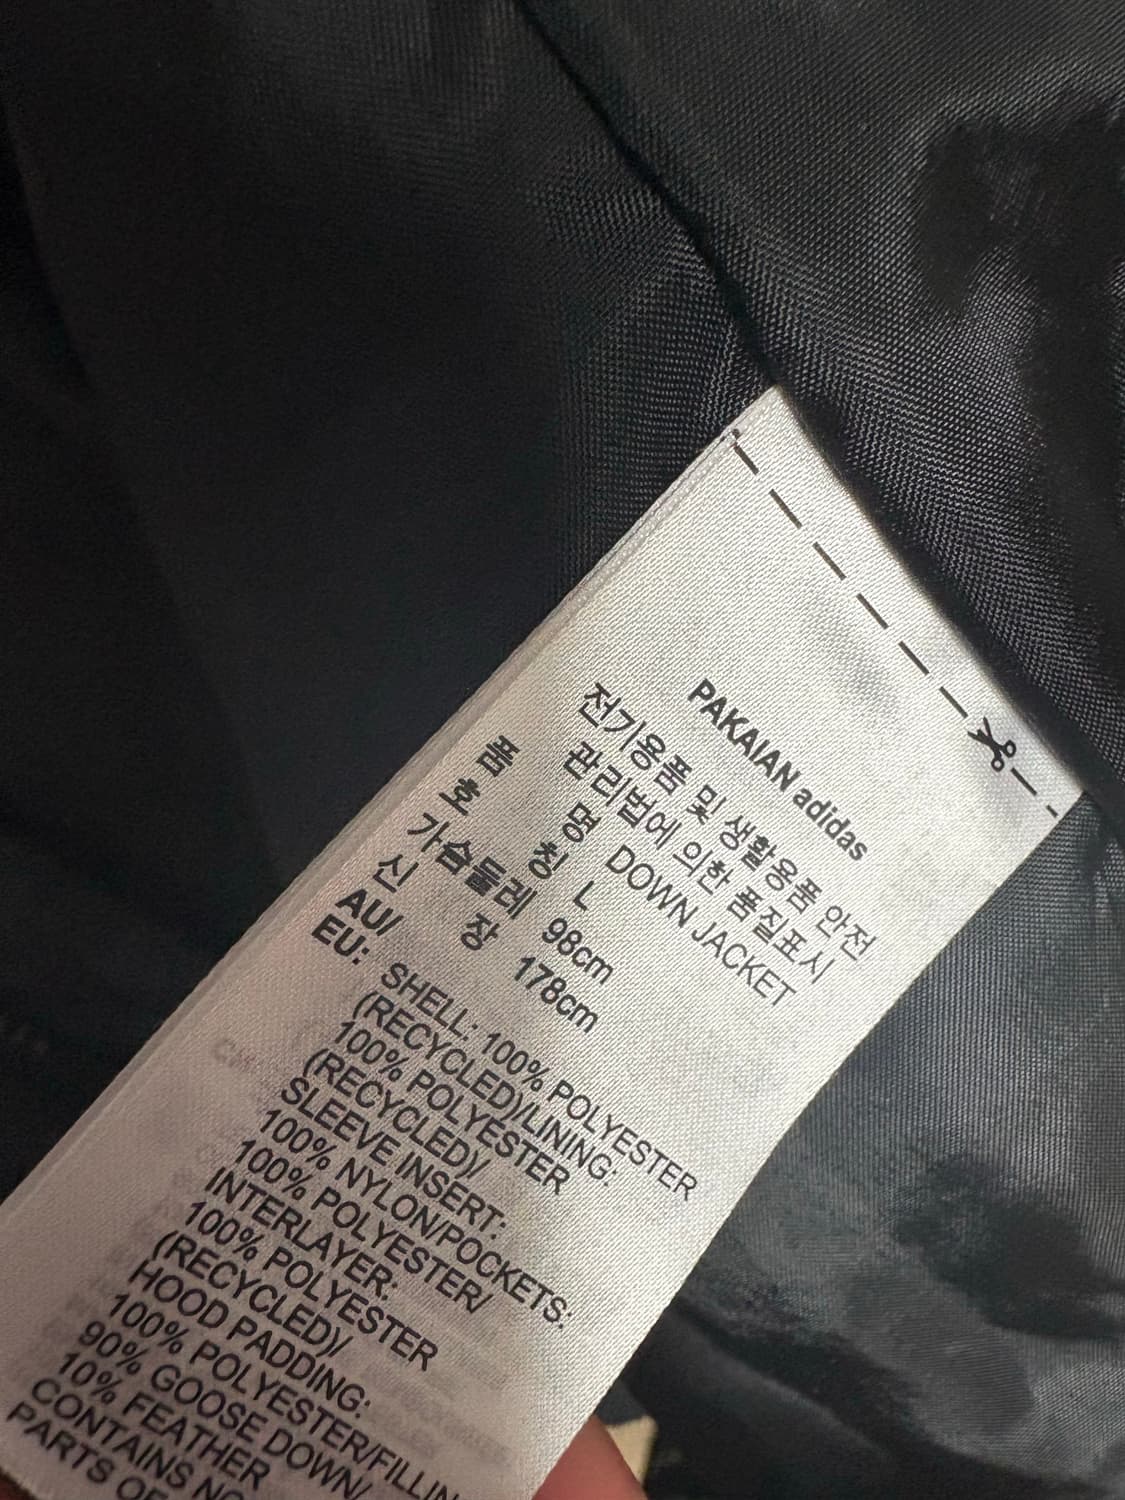 PAKAIAN adidas
전기용품 및 생활용품 안전
관리법에 의한 품질표시
품 명 DOWN JACKET
호 칭 L
가슴둘레 98cm
신 장 178cm
AU/
EU: SHELL: 100% POLYESTER
(RECYCLED)/LINING:
100% POLYESTER
(RECYCLED)/
SLEEVE INSERT:
100% NYLON/POCKETS:
100% POLYESTER/
INTERLAYER:
100% POLYESTER
(RECYCLED)/
HOOD PADDING:
100% POLYESTER/FILLIN
90% GOOSE DOWN/
10% FEATHER
CONTAINS NO
PARTS OF